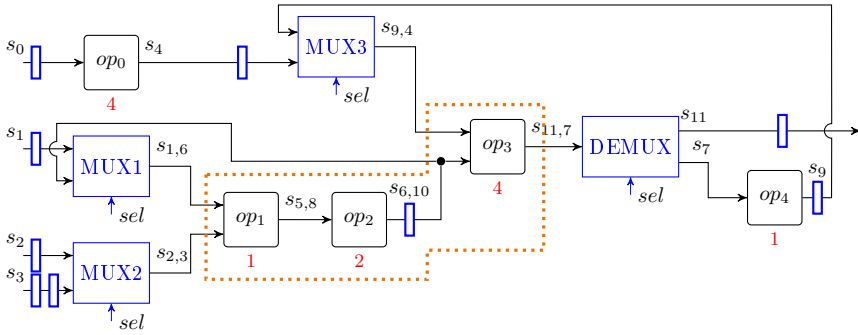 s0 s4 MUX3 s9,4
op0
4
sel
s1 MUX1 s1,6
sel
s2
s3 MUX2 s2,3
sel
op1 s5,8 op2 s6,10
1 2
op3 s11,7
4
DEMUX s11
s7
sel
op4 s9
1